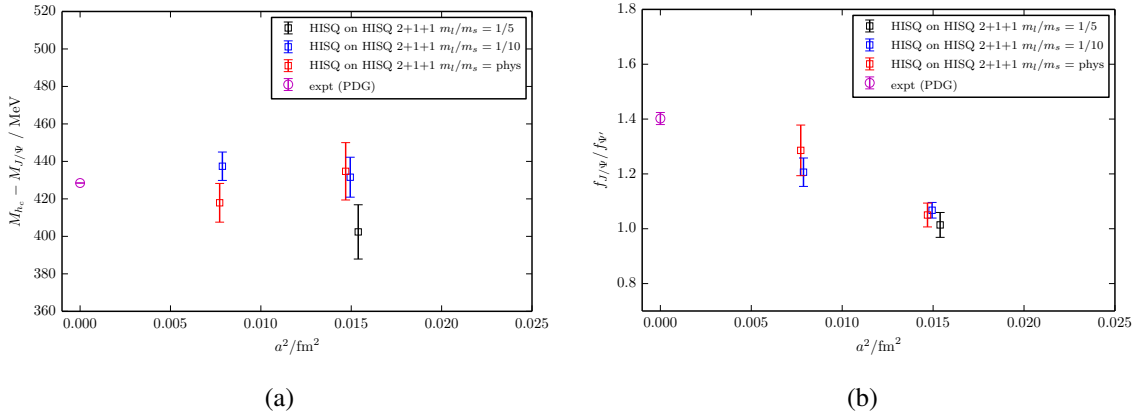 520
500
480
460
440
420
400
380
360
M_{h_c} − M_{J/Ψ} / MeV
HISQ on HISQ 2+1+1 m_l/m_s = 1/5
HISQ on HISQ 2+1+1 m_l/m_s = 1/10
HISQ on HISQ 2+1+1 m_l/m_s = phys
expt (PDG)
0.000 0.005 0.010 0.015 0.020 0.025
a²/fm²
(a)
1.8
1.6
1.4
1.2
1.0
0.8
f_{J/Ψ}/f_{Ψ′}
HISQ on HISQ 2+1+1 m_l/m_s = 1/5
HISQ on HISQ 2+1+1 m_l/m_s = 1/10
HISQ on HISQ 2+1+1 m_l/m_s = phys
expt (PDG)
0.000 0.005 0.010 0.015 0.020 0.025
a²/fm²
(b)